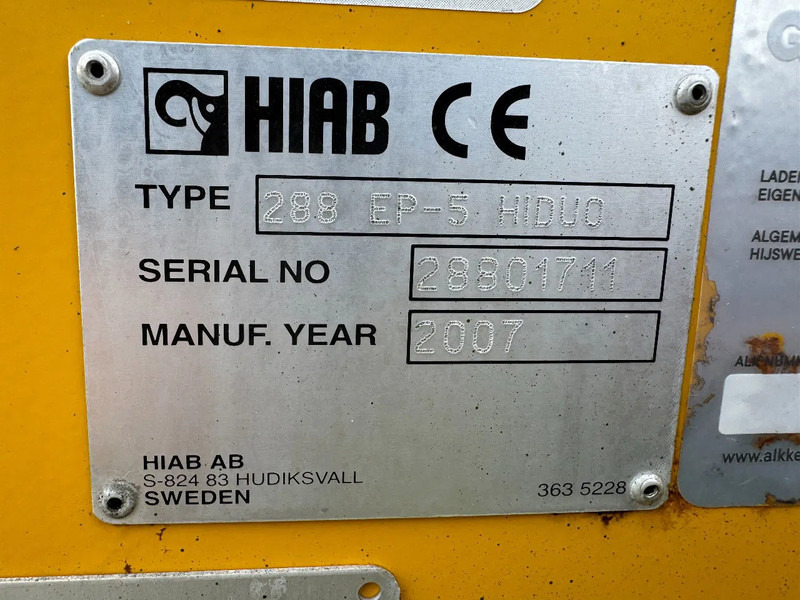 HIAB CE
TYPE 288 EP-5 HIDUO
SERIAL NO 28801711
MANUF. YEAR 2007
HIAB AB
S-824 83 HUDIKSVALL
SWEDEN
363 5228
G
LADE
EIGEN
ALGEM
HIJSWE
www.alkke